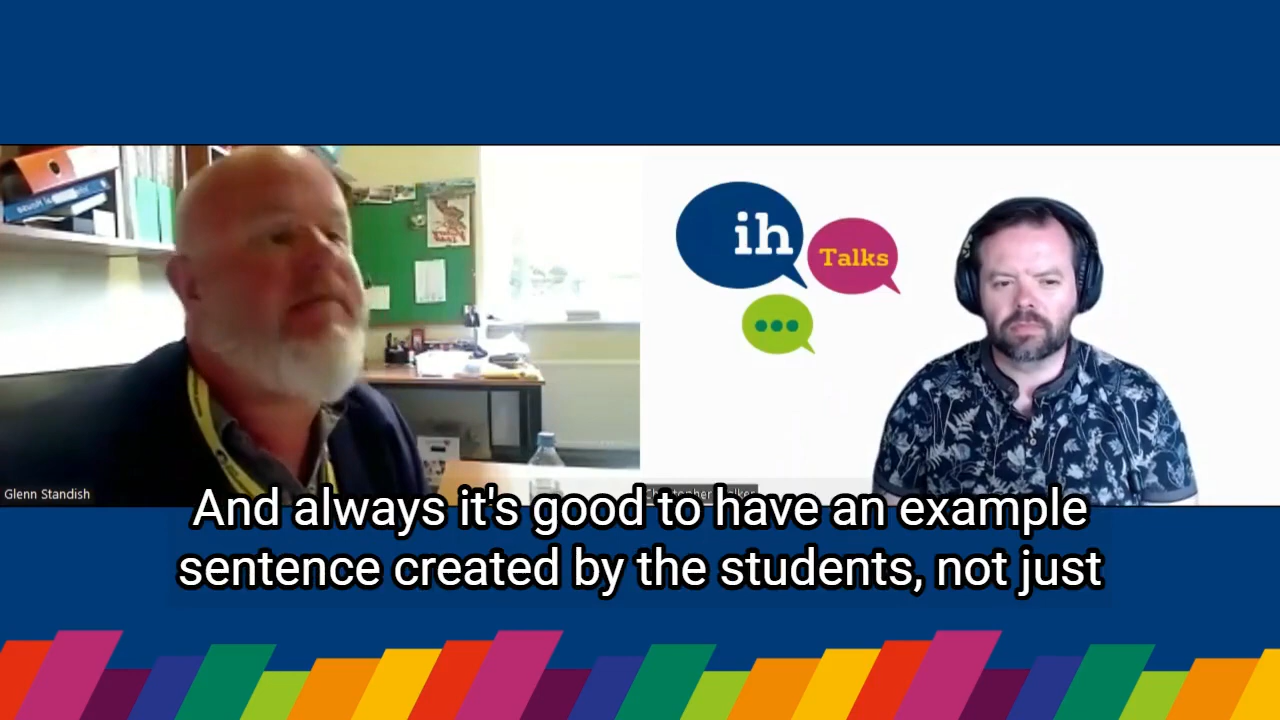 ih
Talks
Glenn Standish
And always it's good to have an example
sentence created by the students, not just